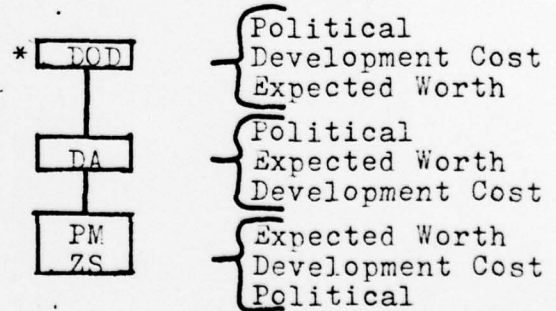 * DOD
Political
Development Cost
Expected Worth
DA
Political
Expected Worth
Development Cost
PM
ZS
Expected Worth
Development Cost
Political